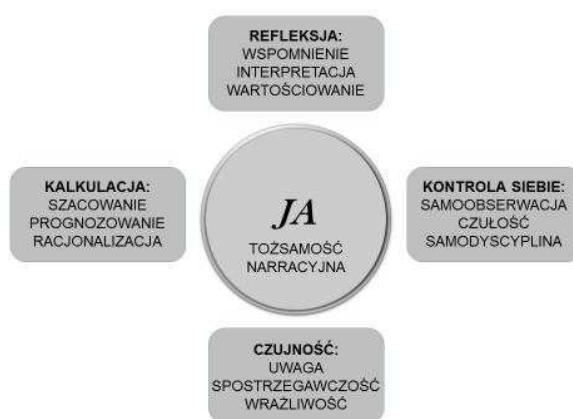 REFLEKSJA:
WSPOMNIENIE
INTERPRETACJA
WARTOŚCIOWANIE
KALKULACJA:
SZACOWANIE
PROGNOZOWANIE
RACJONALIZACJA
JA
TOŻSAMOŚĆ
NARRACYJNA
KONTROLA SIEBIE:
SAMOOBSERWACJA
CZUŁOŚĆ
SAMODYSCYPLINA
CZUJNOŚĆ:
UWAGA
SPOSTRZEGAWCZOŚĆ
WRAŻLIWOŚĆ